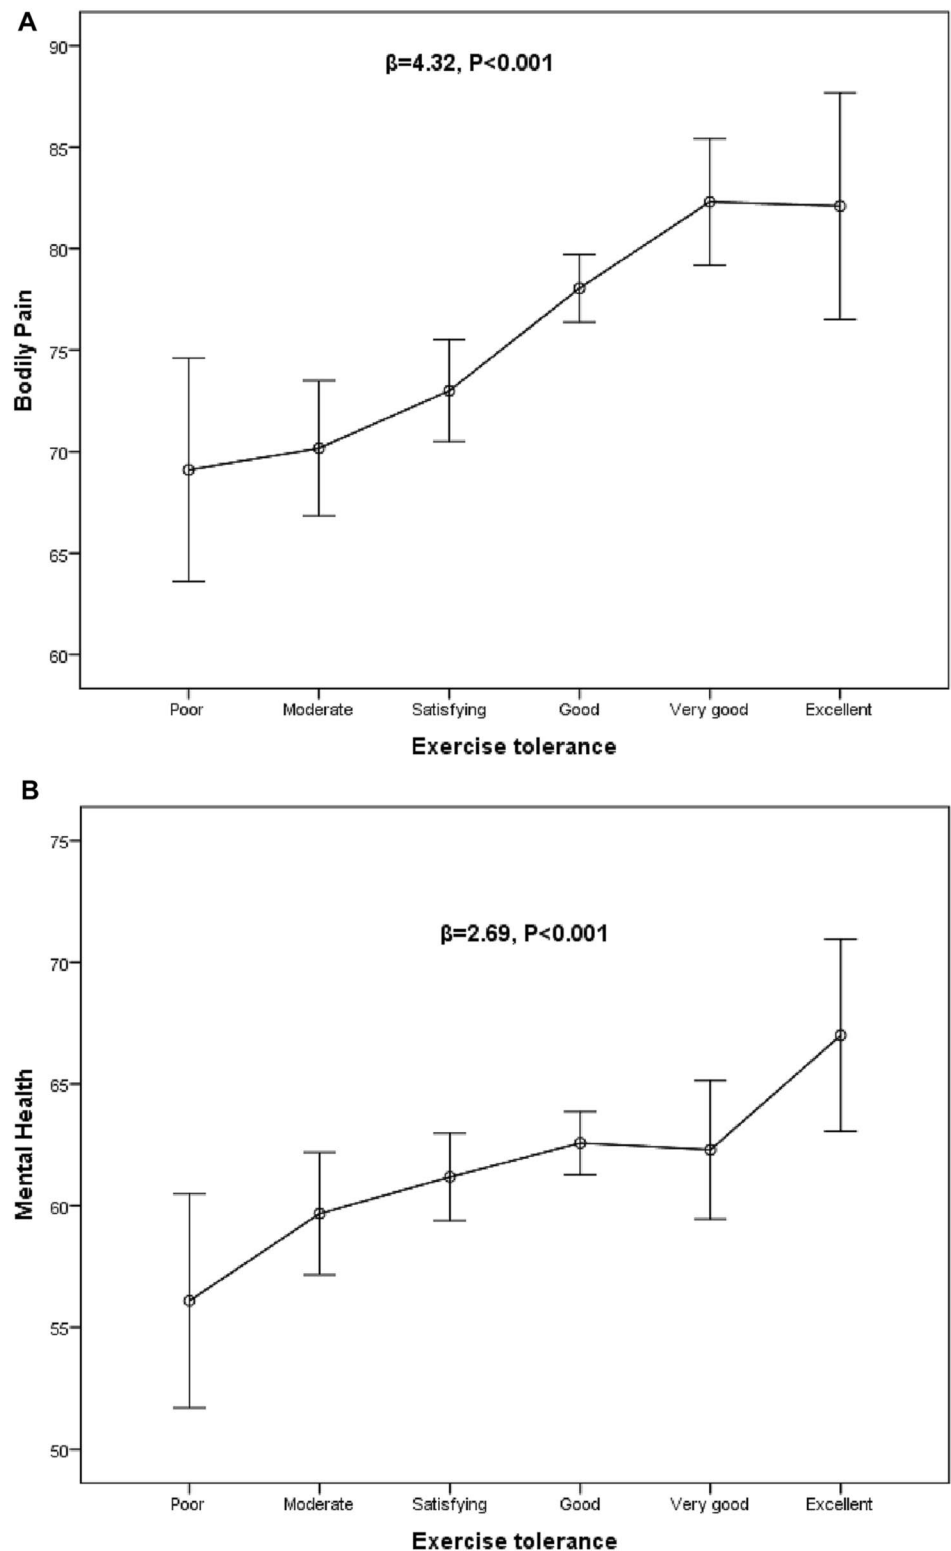 A
β=4.32, P<0.001
90
85
80
75
70
65
60
Bodily Pain
Poor Moderate Satisfying Good Very good Excellent
Exercise tolerance
B
β=2.69, P<0.001
75
70
65
60
55
50
Mental Health
Poor Moderate Satisfying Good Very good Excellent
Exercise tolerance